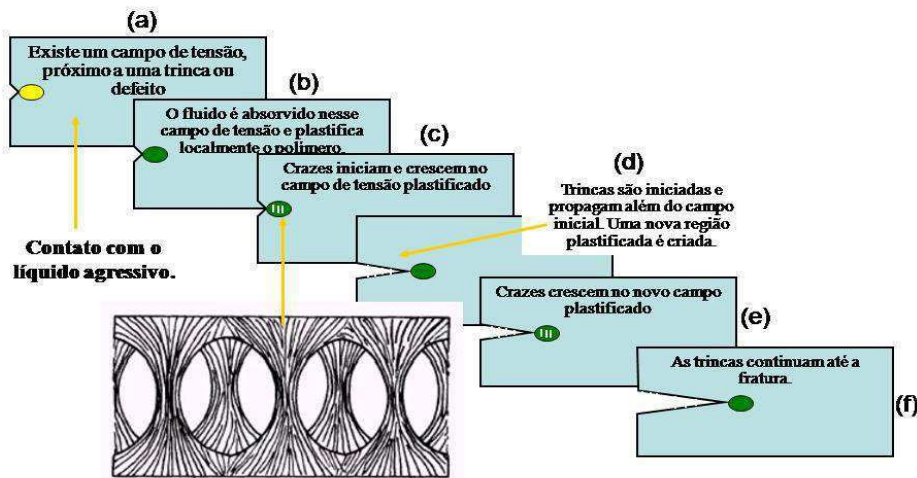 (a)
Existe um campo de tensão,
próximo a uma trinca ou
defeito
(b)
O fluido é absorvido nesse
campo de tensão e plastifica
localmente o polímero.
(c)
Crazes iniciam e crescem no
campo de tensão plastificado
(d)
Trincas são iniciadas e
propagam além do campo
inicial. Uma nova região
plastificada é criada.
Contato com o
líquido agressivo.
Crazes crescem no novo campo
plastificado
(e)
As trincas continuam até a
fratura.
(f)